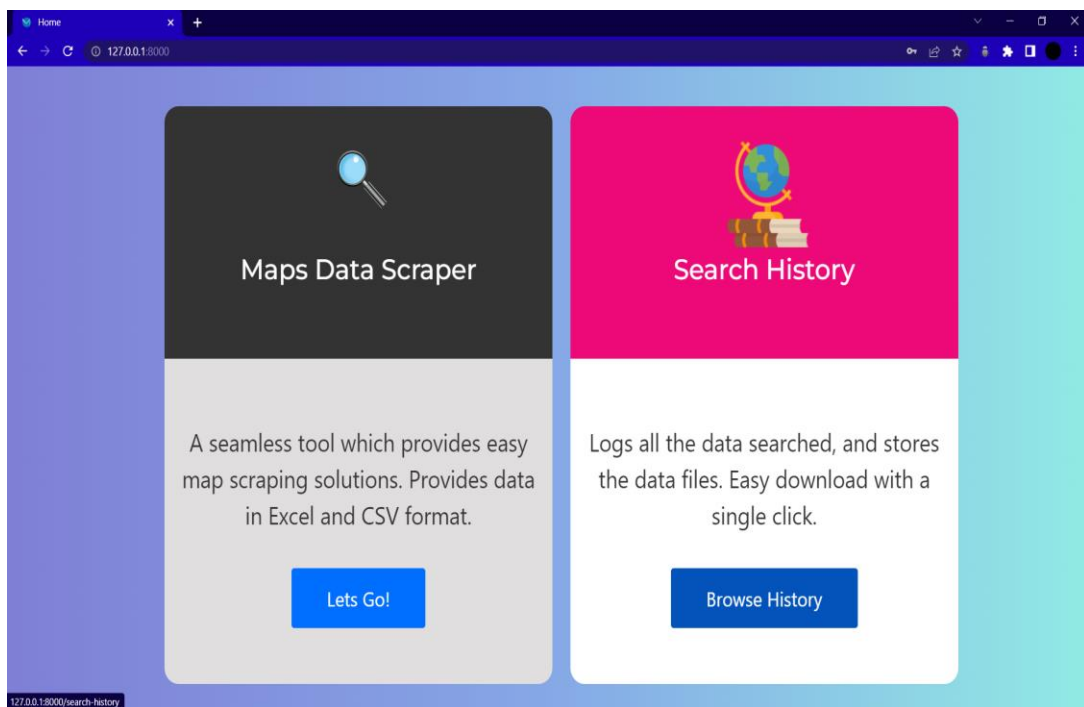 Home
127.0.0.1:8000
Maps Data Scraper
A seamless tool which provides easy
map scraping solutions. Provides data
in Excel and CSV format.
Lets Go!
Search History
Logs all the data searched, and stores
the data files. Easy download with a
single click.
Browse History
127.0.0.1:8000/search-history